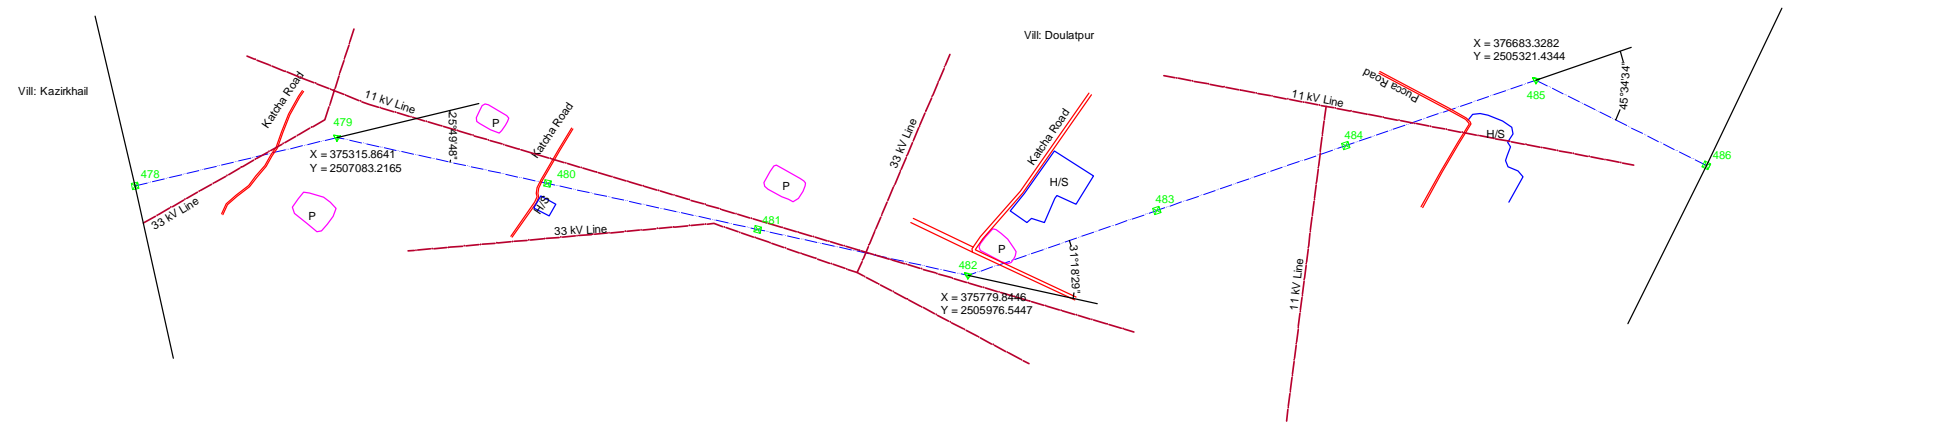 Vill: Kazirkhail
478
33 kV Line
Katcha Road
479
11 kV Line
25°49'48"
X = 375315.8641
Y = 2507083.2165
P
P
Katcha Road
480
H/S
33 kV Line
P
481
33 kV Line
Vill: Doulatpur
Katcha Road
H/S
P
482
31°18'29"
X = 375779.8446
Y = 2505976.5447
483
11 kV Line
11 kV Line
484
Pucca Road
H/S
X = 376683.3282
Y = 2505321.4344
485
45°34'34"
486